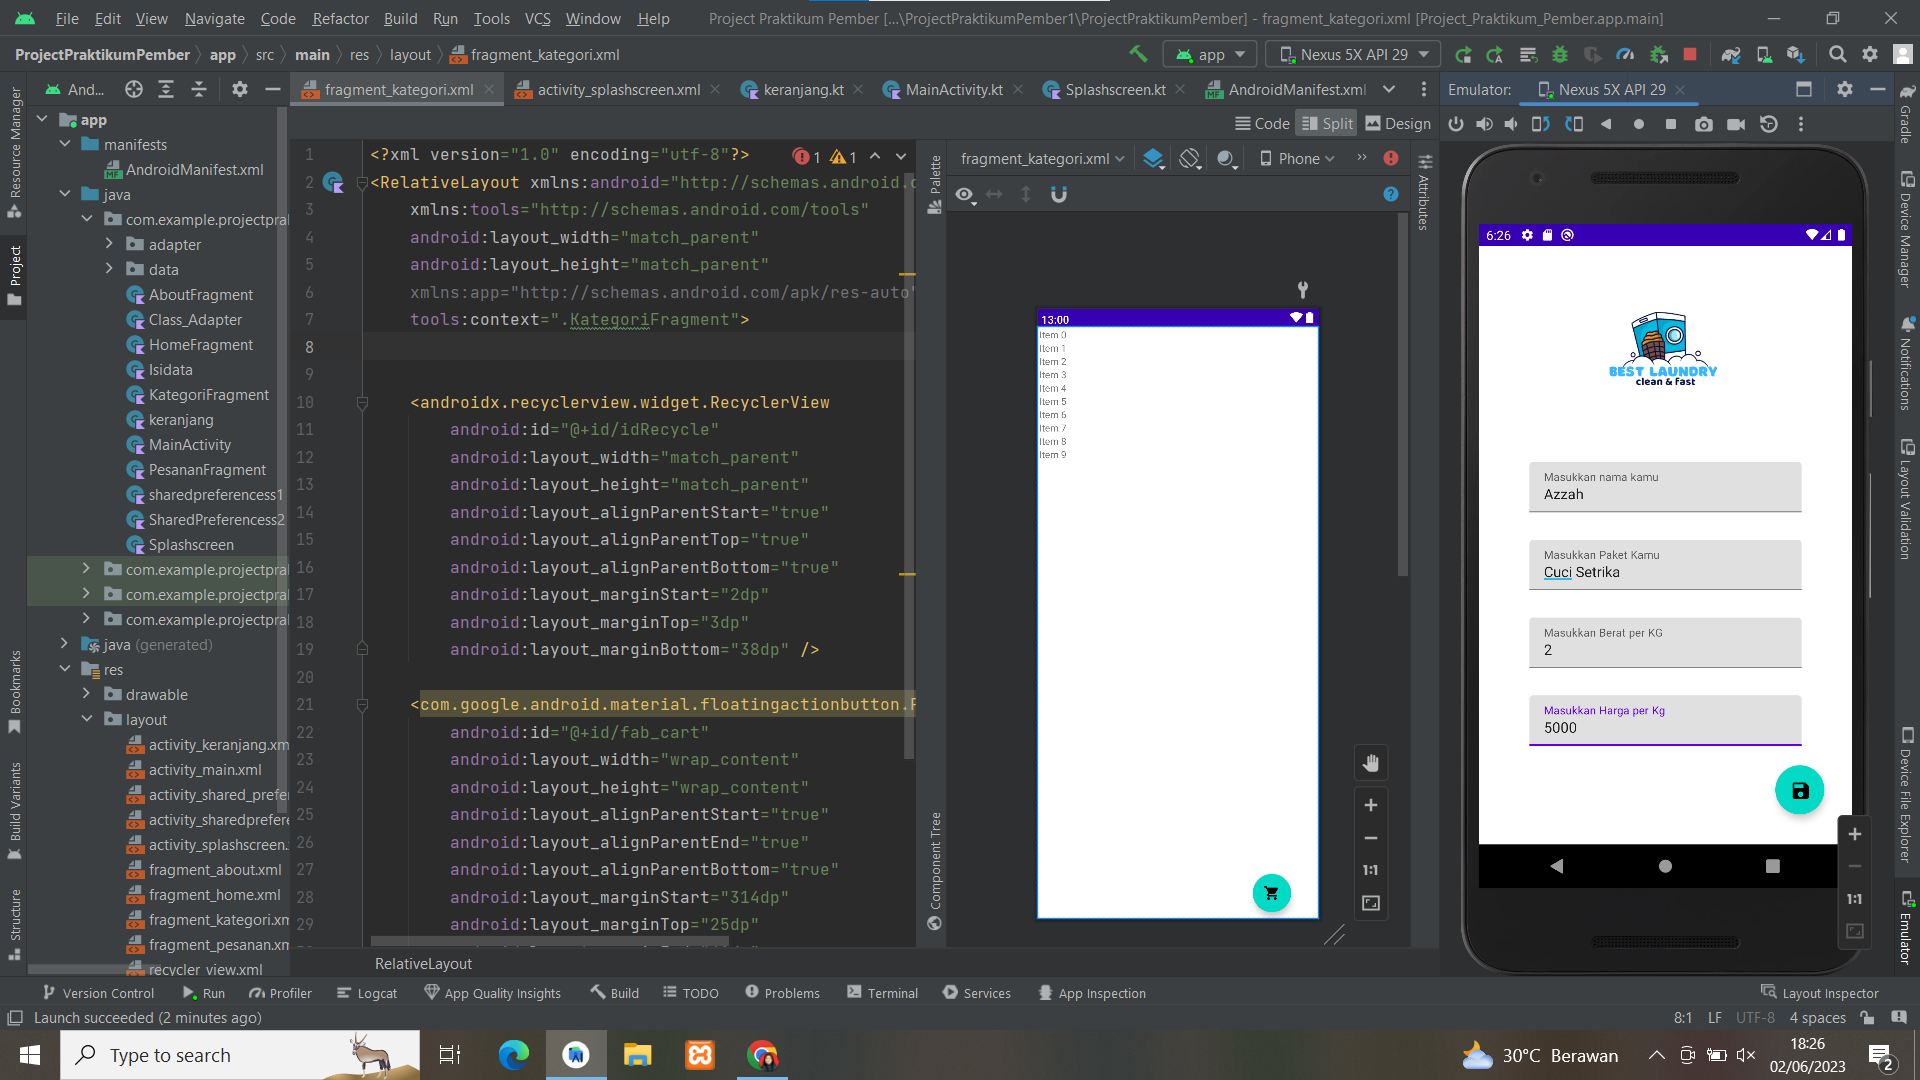 File Edit View Navigate Code Refactor Build Run Tools VCS Window Help Project Praktikum Pember [...\ProjectPraktikumPember1\ProjectPraktikumPember] - fragment_kategori.xml [Project_Praktikum_Pember.app.main]
ProjectPraktikumPember app src main res layout fragment_kategori.xml app Nexus 5X API 29
And... fragment_kategori.xml activity_splashscreen.xml keranjang.kt MainActivity.kt Splashscreen.kt AndroidManifest.xml Emulator: Nexus 5X API 29
Code Split Design
Resource Manager
Project
Bookmarks
Build Variants
Structure
app
manifests
AndroidManifest.xml
java
com.example.projectpral
adapter
data
AboutFragment
Class_Adapter
HomeFragment
Isidata
KategoriFragment
keranjang
MainActivity
PesananFragment
sharedpreferencess1
SharedPreferencess2
Splashscreen
com.example.projectpral
com.example.projectpral
com.example.projectpral
java (generated)
res
drawable
layout
activity_keranjang.xm
activity_main.xml
activity_shared_prefe
activity_sharedprefere
activity_splashscreen.
fragment_about.xml
fragment_home.xml
fragment_kategori.xm
fragment_pesanan.xm
recycler_view.xml
1 <?xml version="1.0" encoding="utf-8"?> 1 1
2 <RelativeLayout xmlns:android="http://schemas.android.c
3 xmlns:tools="http://schemas.android.com/tools"
4 android:layout_width="match_parent"
5 android:layout_height="match_parent"
6 xmlns:app="http://schemas.android.com/apk/res-auto"
7 tools:context=".KategoriFragment">
8
9
10 <androidx.recyclerview.widget.RecyclerView
11 android:id="@+id/idRecycle"
12 android:layout_width="match_parent"
13 android:layout_height="match_parent"
14 android:layout_alignParentStart="true"
15 android:layout_alignParentTop="true"
16 android:layout_alignParentBottom="true"
17 android:layout_marginStart="2dp"
18 android:layout_marginTop="3dp"
19 android:layout_marginBottom="38dp" />
20
21 <com.google.android.material.floatingactionbutton.F
22 android:id="@+id/fab_cart"
23 android:layout_width="wrap_content"
24 android:layout_height="wrap_content"
25 android:layout_alignParentStart="true"
26 android:layout_alignParentEnd="true"
27 android:layout_alignParentBottom="true"
28 android:layout_marginStart="314dp"
29 android:layout_marginTop="25dp"
RelativeLayout
Palette
Component Tree
fragment_kategori.xml Phone
Attributes
13:00
Item 0
Item 1
Item 2
Item 3
Item 4
Item 5
Item 6
Item 7
Item 8
Item 9
1:1
6:26
BEST LAUNDRY
clean & fast
Masukkan nama kamu
Azzah
Masukkan Paket Kamu
Cuci Setrika
Masukkan Berat per KG
2
Masukkan Harga per Kg
5000
1:1
Gradle
Device Manager
Notifications
Layout Validation
Device File Explorer
Emulator
Version Control Run Profiler Logcat App Quality Insights Build TODO Problems Terminal Services App Inspection Layout Inspector
Launch succeeded (2 minutes ago) 8:1 LF UTF-8 4 spaces
Type to search 30°C Berawan 18:26
02/06/2023 2